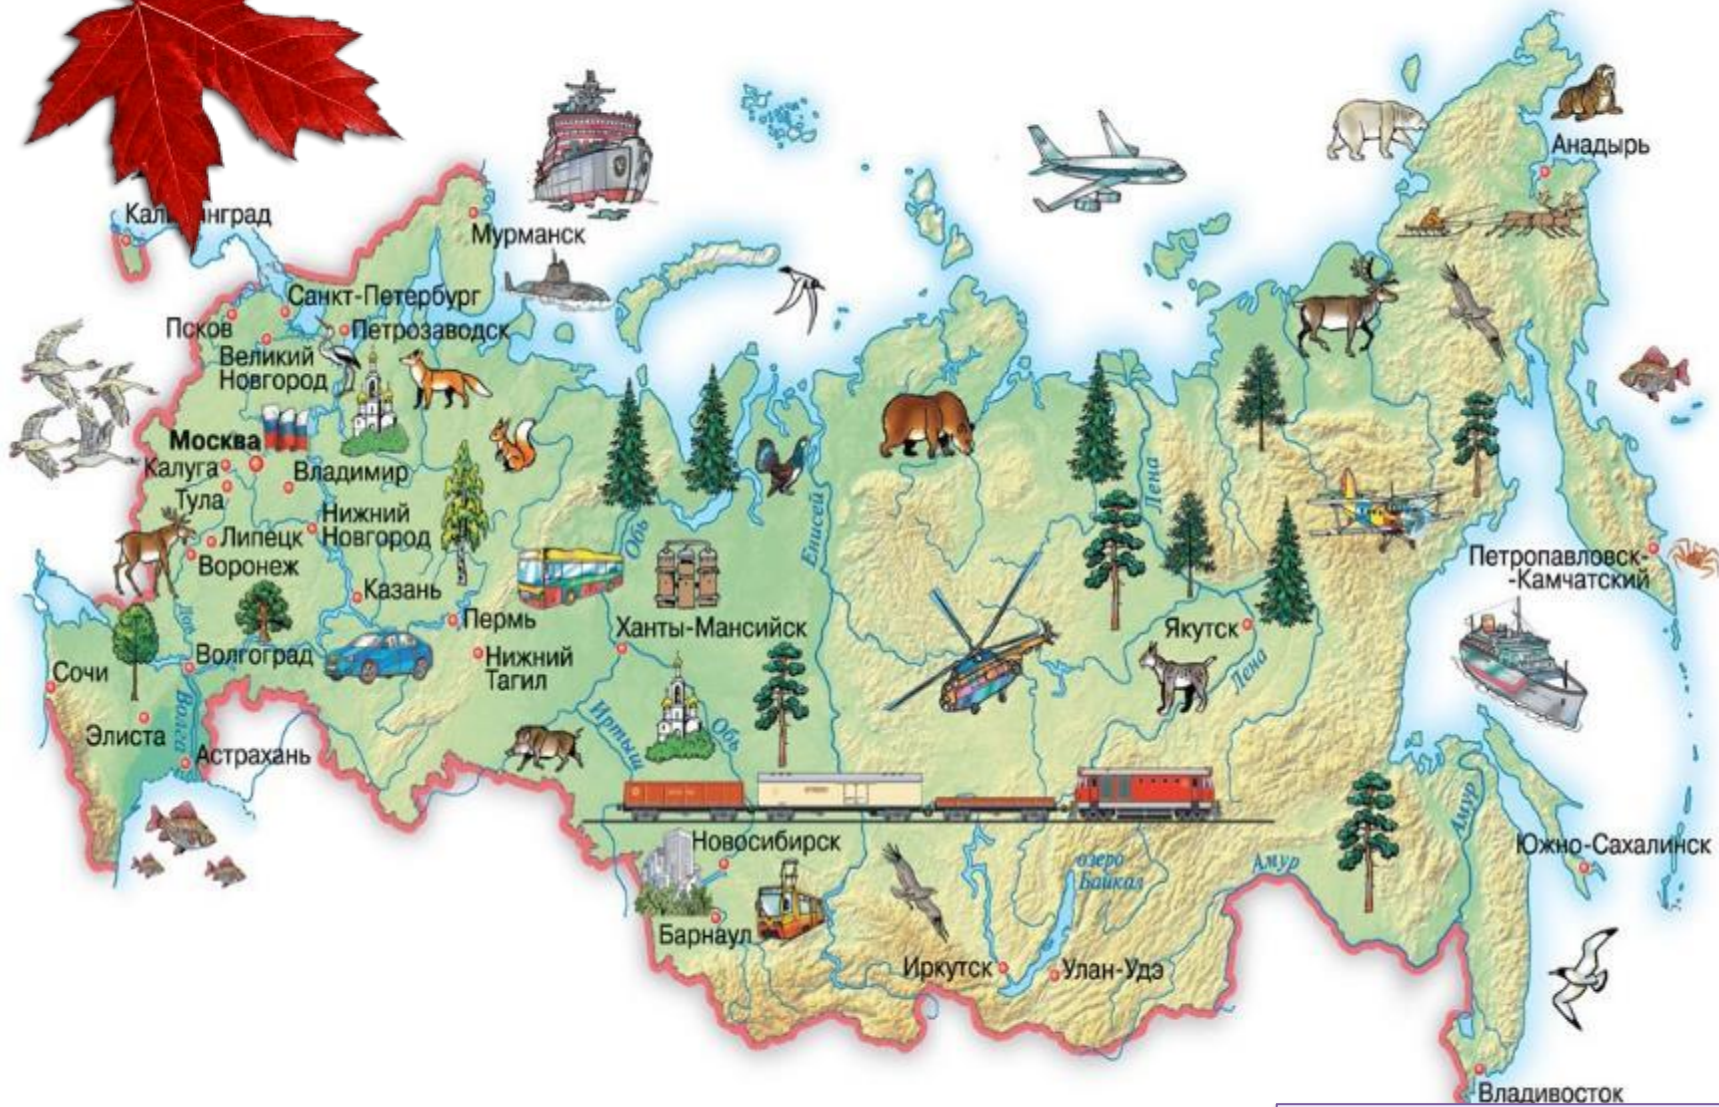 Калининград
Мурманск
Анадырь
Санкт-Петербург
Псков
Петрозаводск
Великий
Новгород
Москва
Калуга
Владимир
Тула
Нижний
Новгород
Липецк
Воронеж
Казань
Пермь
Ханты-Мансийск
Нижний
Тагил
Волгоград
Сочи
Элиста
Астрахань
Дон
Волга
Обь
Енисей
Лена
Иртыш
Обь
Якутск
Лена
Петропавловск-
-Камчатский
Новосибирск
Барнаул
озеро
Байкал
Иркутск
Улан-Удэ
Амур
Амур
Южно-Сахалинск
Владивосток